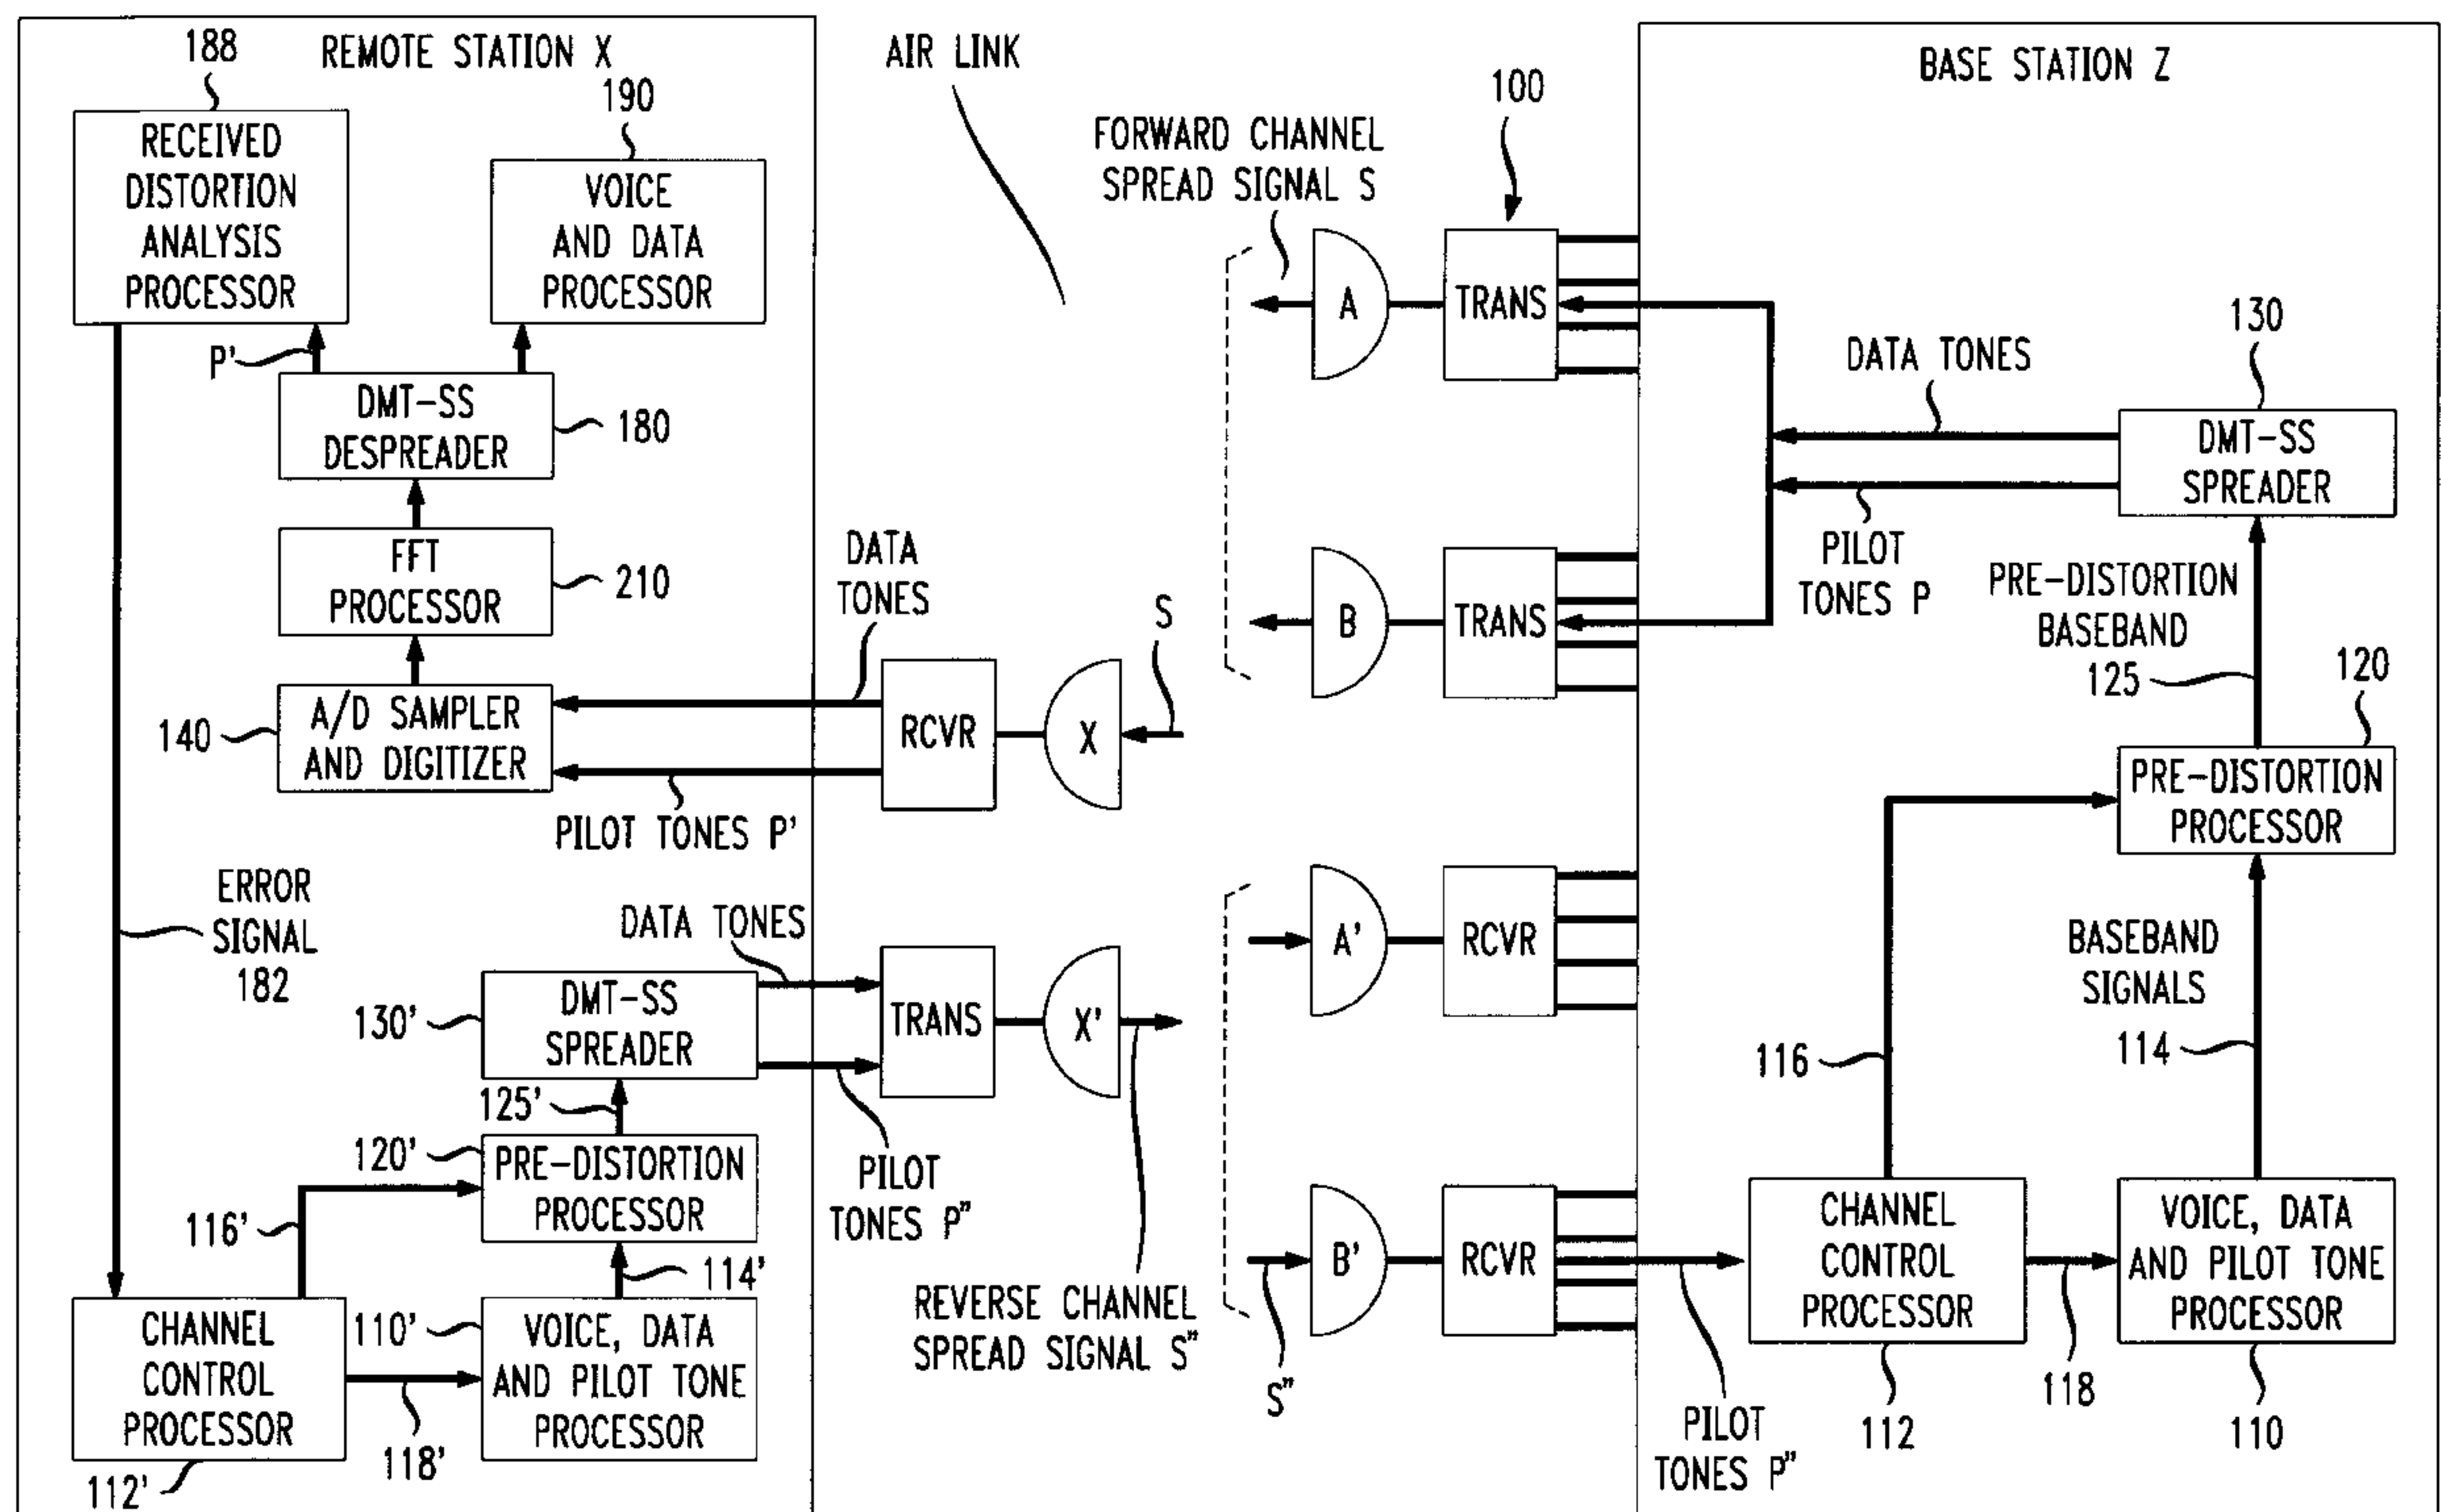 REMOTE STATION X
188
RECEIVED
DISTORTION
ANALYSIS
PROCESSOR
190
VOICE
AND DATA
PROCESSOR
P'
DMT-SS
DESPREADER
180
FFT
PROCESSOR
210
A/D SAMPLER
AND DIGITIZER
140
DATA
TONES
PILOT TONES P'
ERROR
SIGNAL
182
DATA TONES
DMT-SS
SPREADER
130'
125'
PRE-DISTORTION
PROCESSOR
120'
116'
114'
110'
VOICE, DATA
AND PILOT TONE
PROCESSOR
CHANNEL
CONTROL
PROCESSOR
118'
112'
AIR LINK
FORWARD CHANNEL
SPREAD SIGNAL S
100
A
TRANS
B
TRANS
RCVR
X
S
TRANS
X'
PILOT
TONES P"
REVERSE CHANNEL
SPREAD SIGNAL S"
A'
RCVR
B'
RCVR
S"
PILOT
TONES P"
BASE STATION Z
DATA TONES
130
DMT-SS
SPREADER
PILOT
TONES P
PRE-DISTORTION
BASEBAND
125
120
PRE-DISTORTION
PROCESSOR
BASEBAND
SIGNALS
114
116
CHANNEL
CONTROL
PROCESSOR
112
118
VOICE, DATA
AND PILOT TONE
PROCESSOR
110